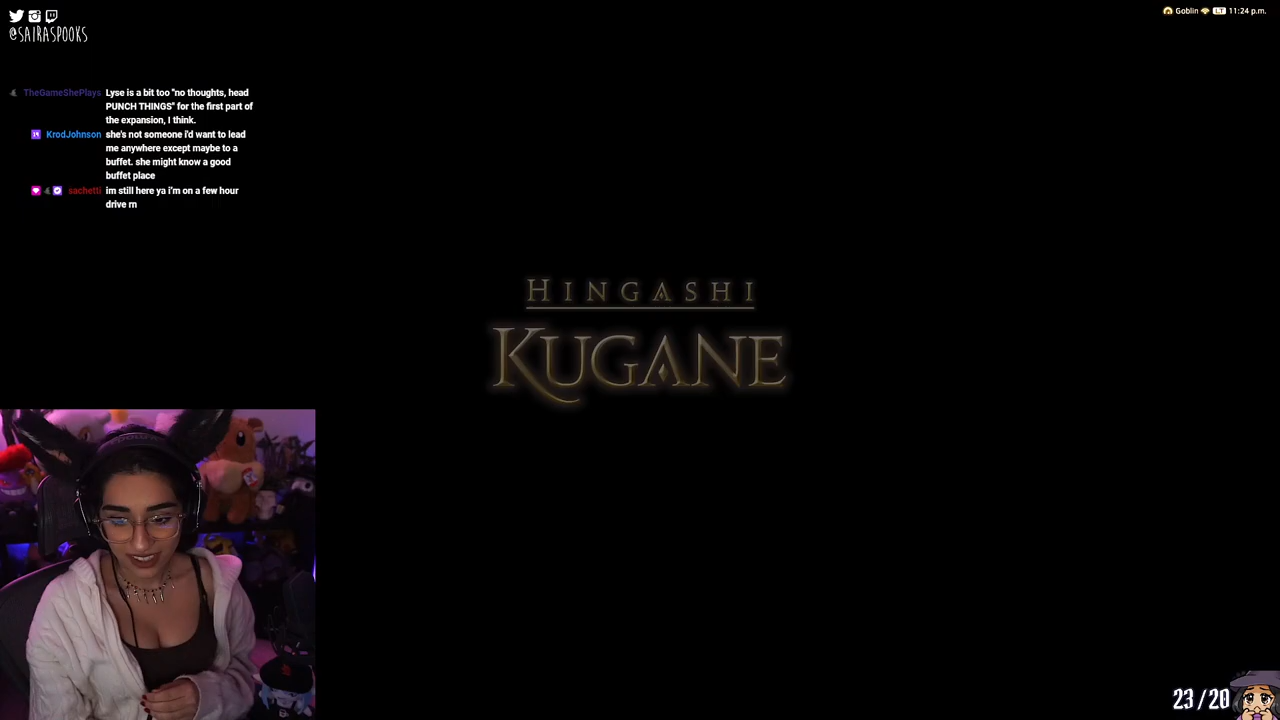 @SAIRASPOOKS
Goblin LT 11:24 p.m.
TheGameShePlays Lyse is a bit too "no thoughts, head
PUNCH THINGS" for the first part of
the expansion, I think.
KrodJohnson she's not someone i'd want to lead
me anywhere except maybe to a
buffet. she might know a good
buffet place
sachetti im still here ya i'm on a few hour
drive rn
HINGASHI
KUGANE
23/20